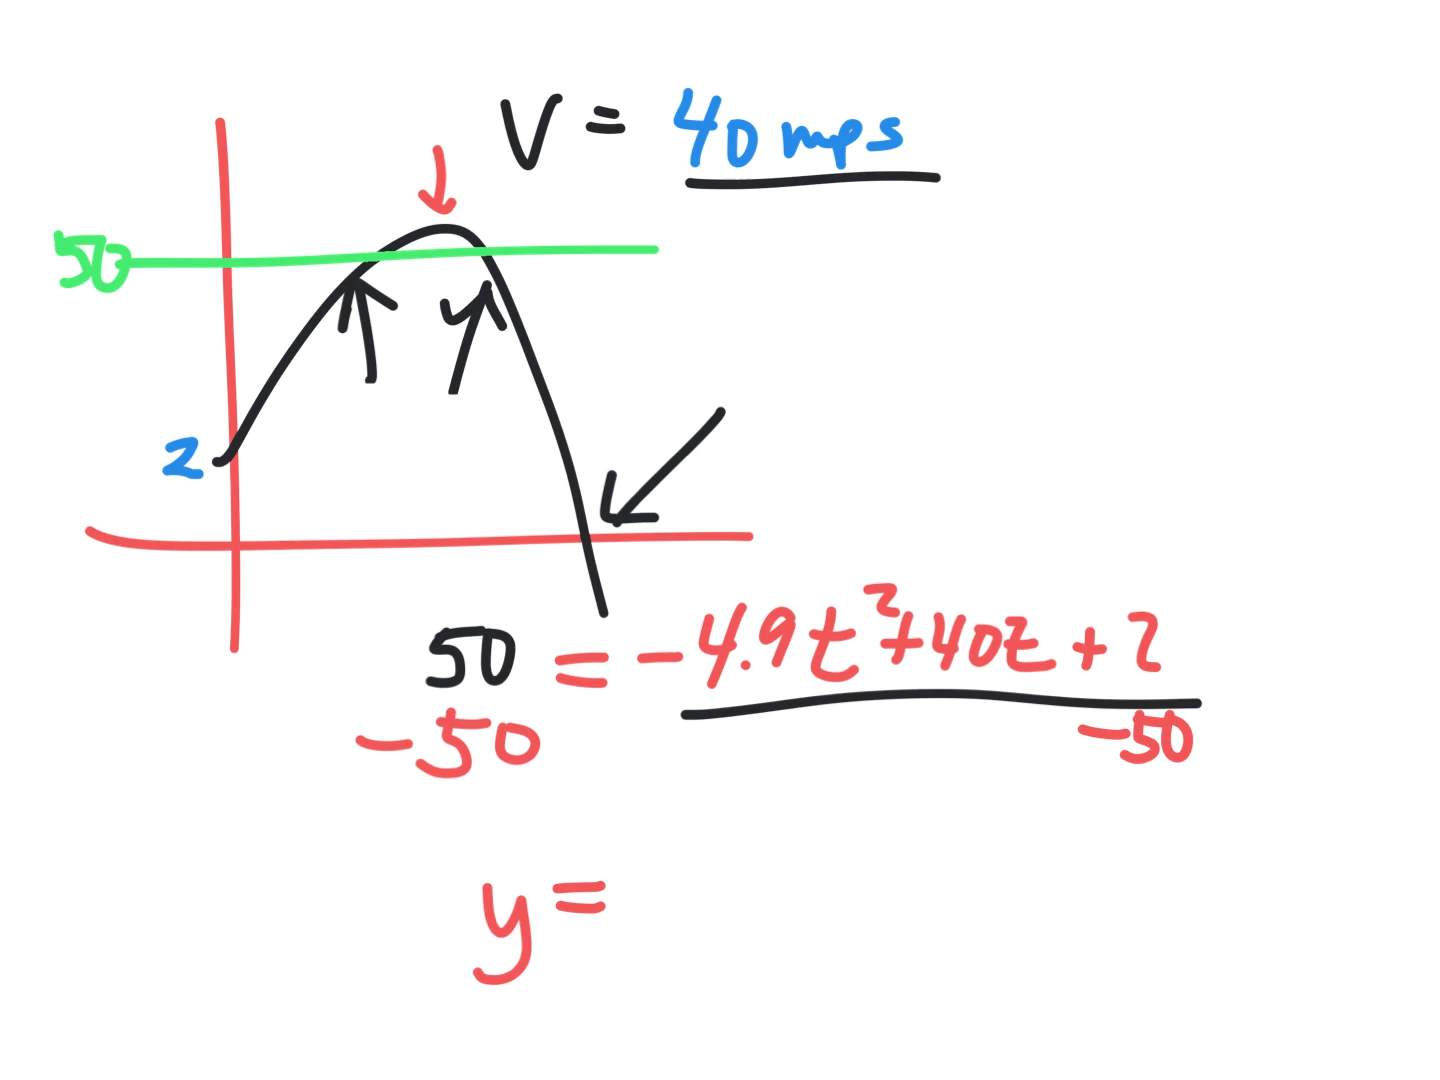 V = 40 mps
50
2
50 = -4.9t²+40t + 2
-50 -50
y =